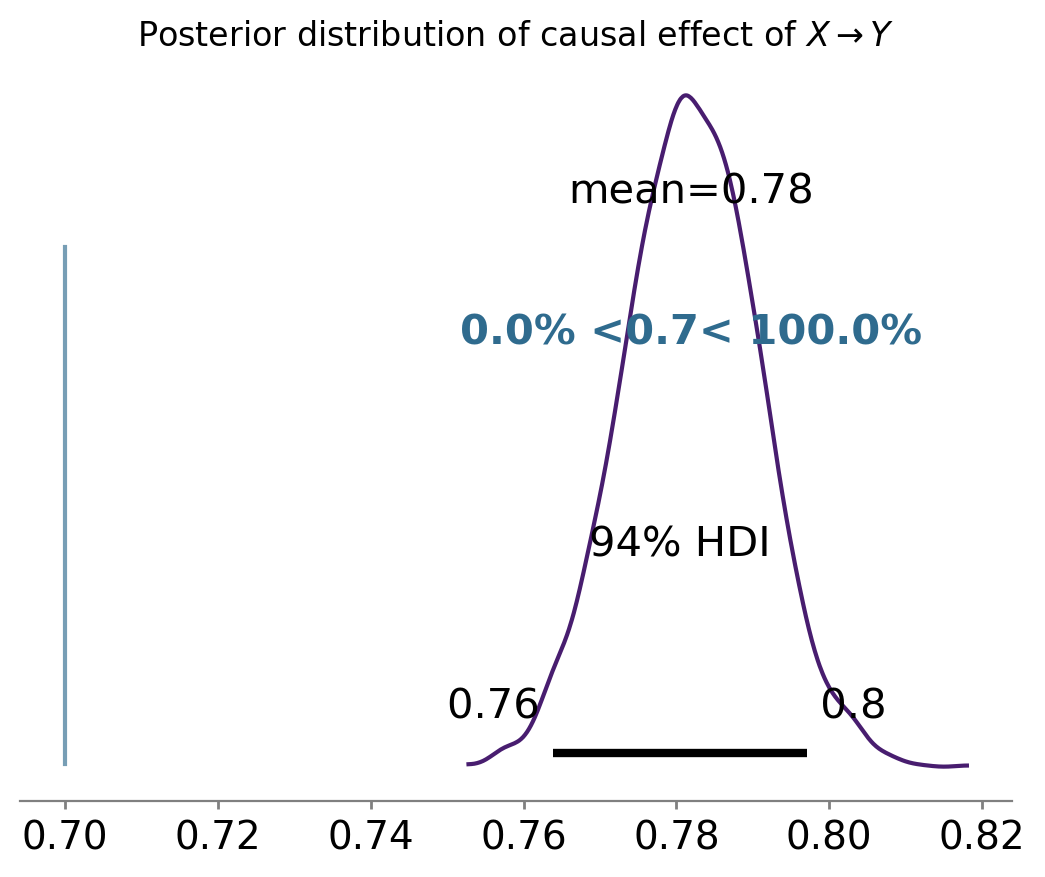 Posterior distribution of causal effect of X → Y
mean=0.78
0.0% <0.7< 100.0%
94% HDI
0.76 0.8
0.70 0.72 0.74 0.76 0.78 0.80 0.82